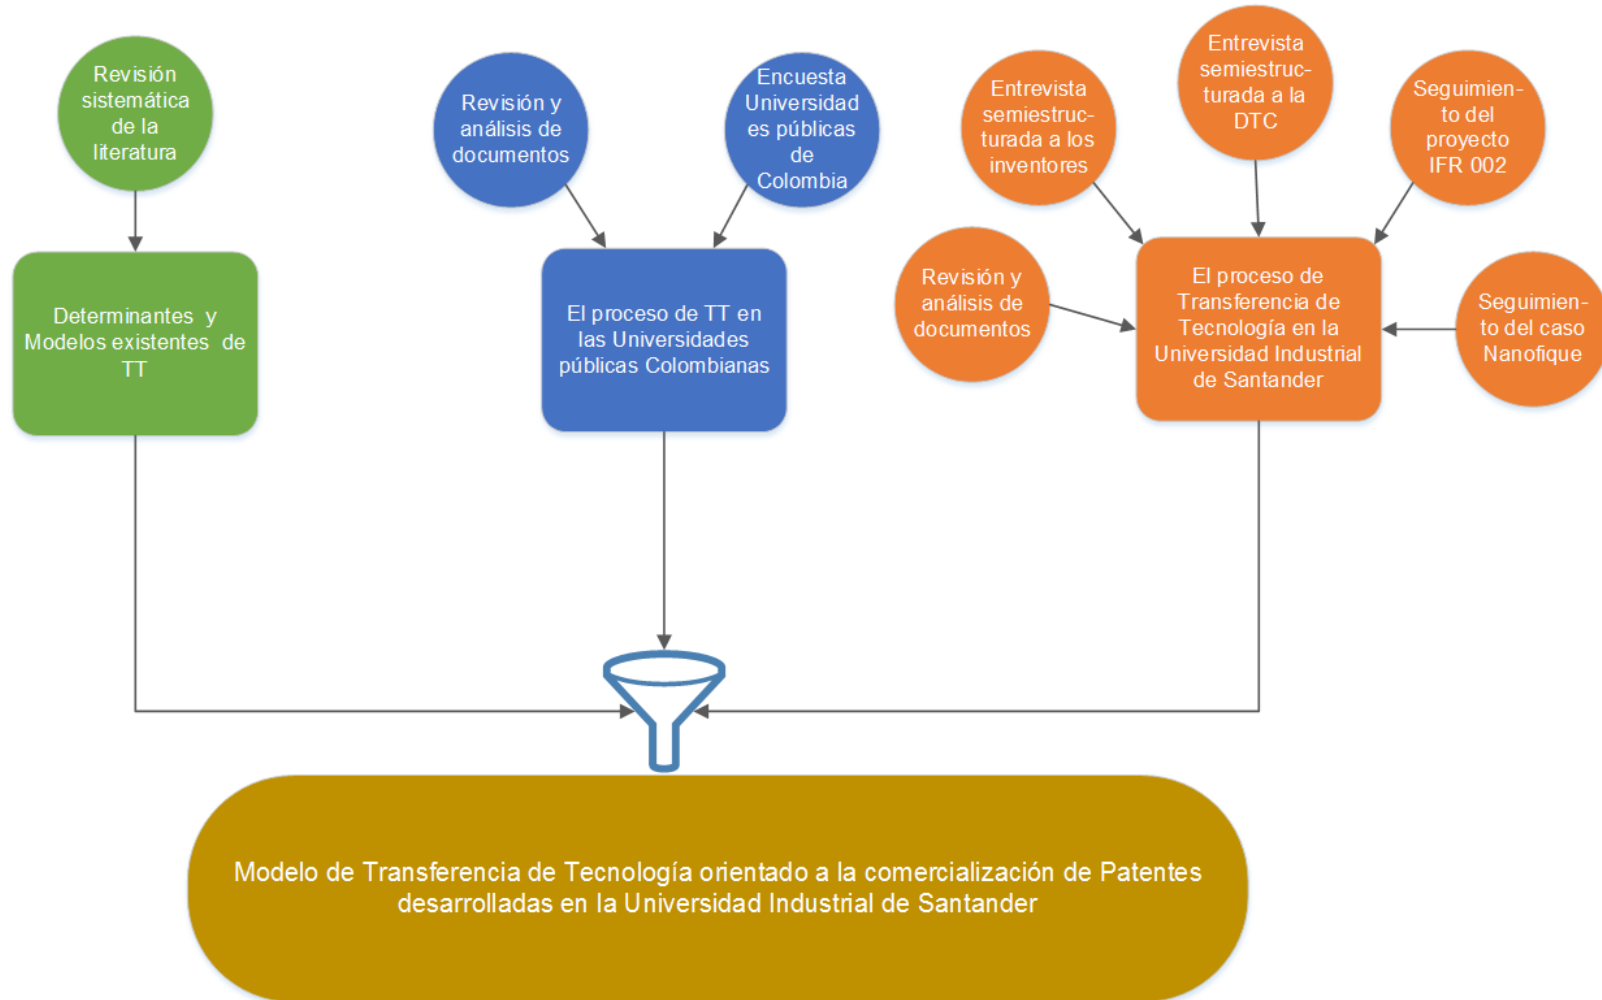 Revisión
sistemática
de la
literatura
Determinantes y
Modelos existentes de
TT
Revisión y
análisis de
documentos
Encuesta
Universidad
es públicas
de
Colombia
El proceso de TT en
las Universidades
públicas Colombianas
Revisión y
análisis de
documentos
Entrevista
semiestruc-
turada a los
inventores
Entrevista
semiestruc-
turada a la
DTC
Seguimien-
to del
proyecto
IFR 002
Seguimien-
to del caso
Nanofique
El proceso de
Transferencia de
Tecnología en la
Universidad Industrial
de Santander
Modelo de Transferencia de Tecnología orientado a la comercialización de Patentes
desarrolladas en la Universidad Industrial de Santander